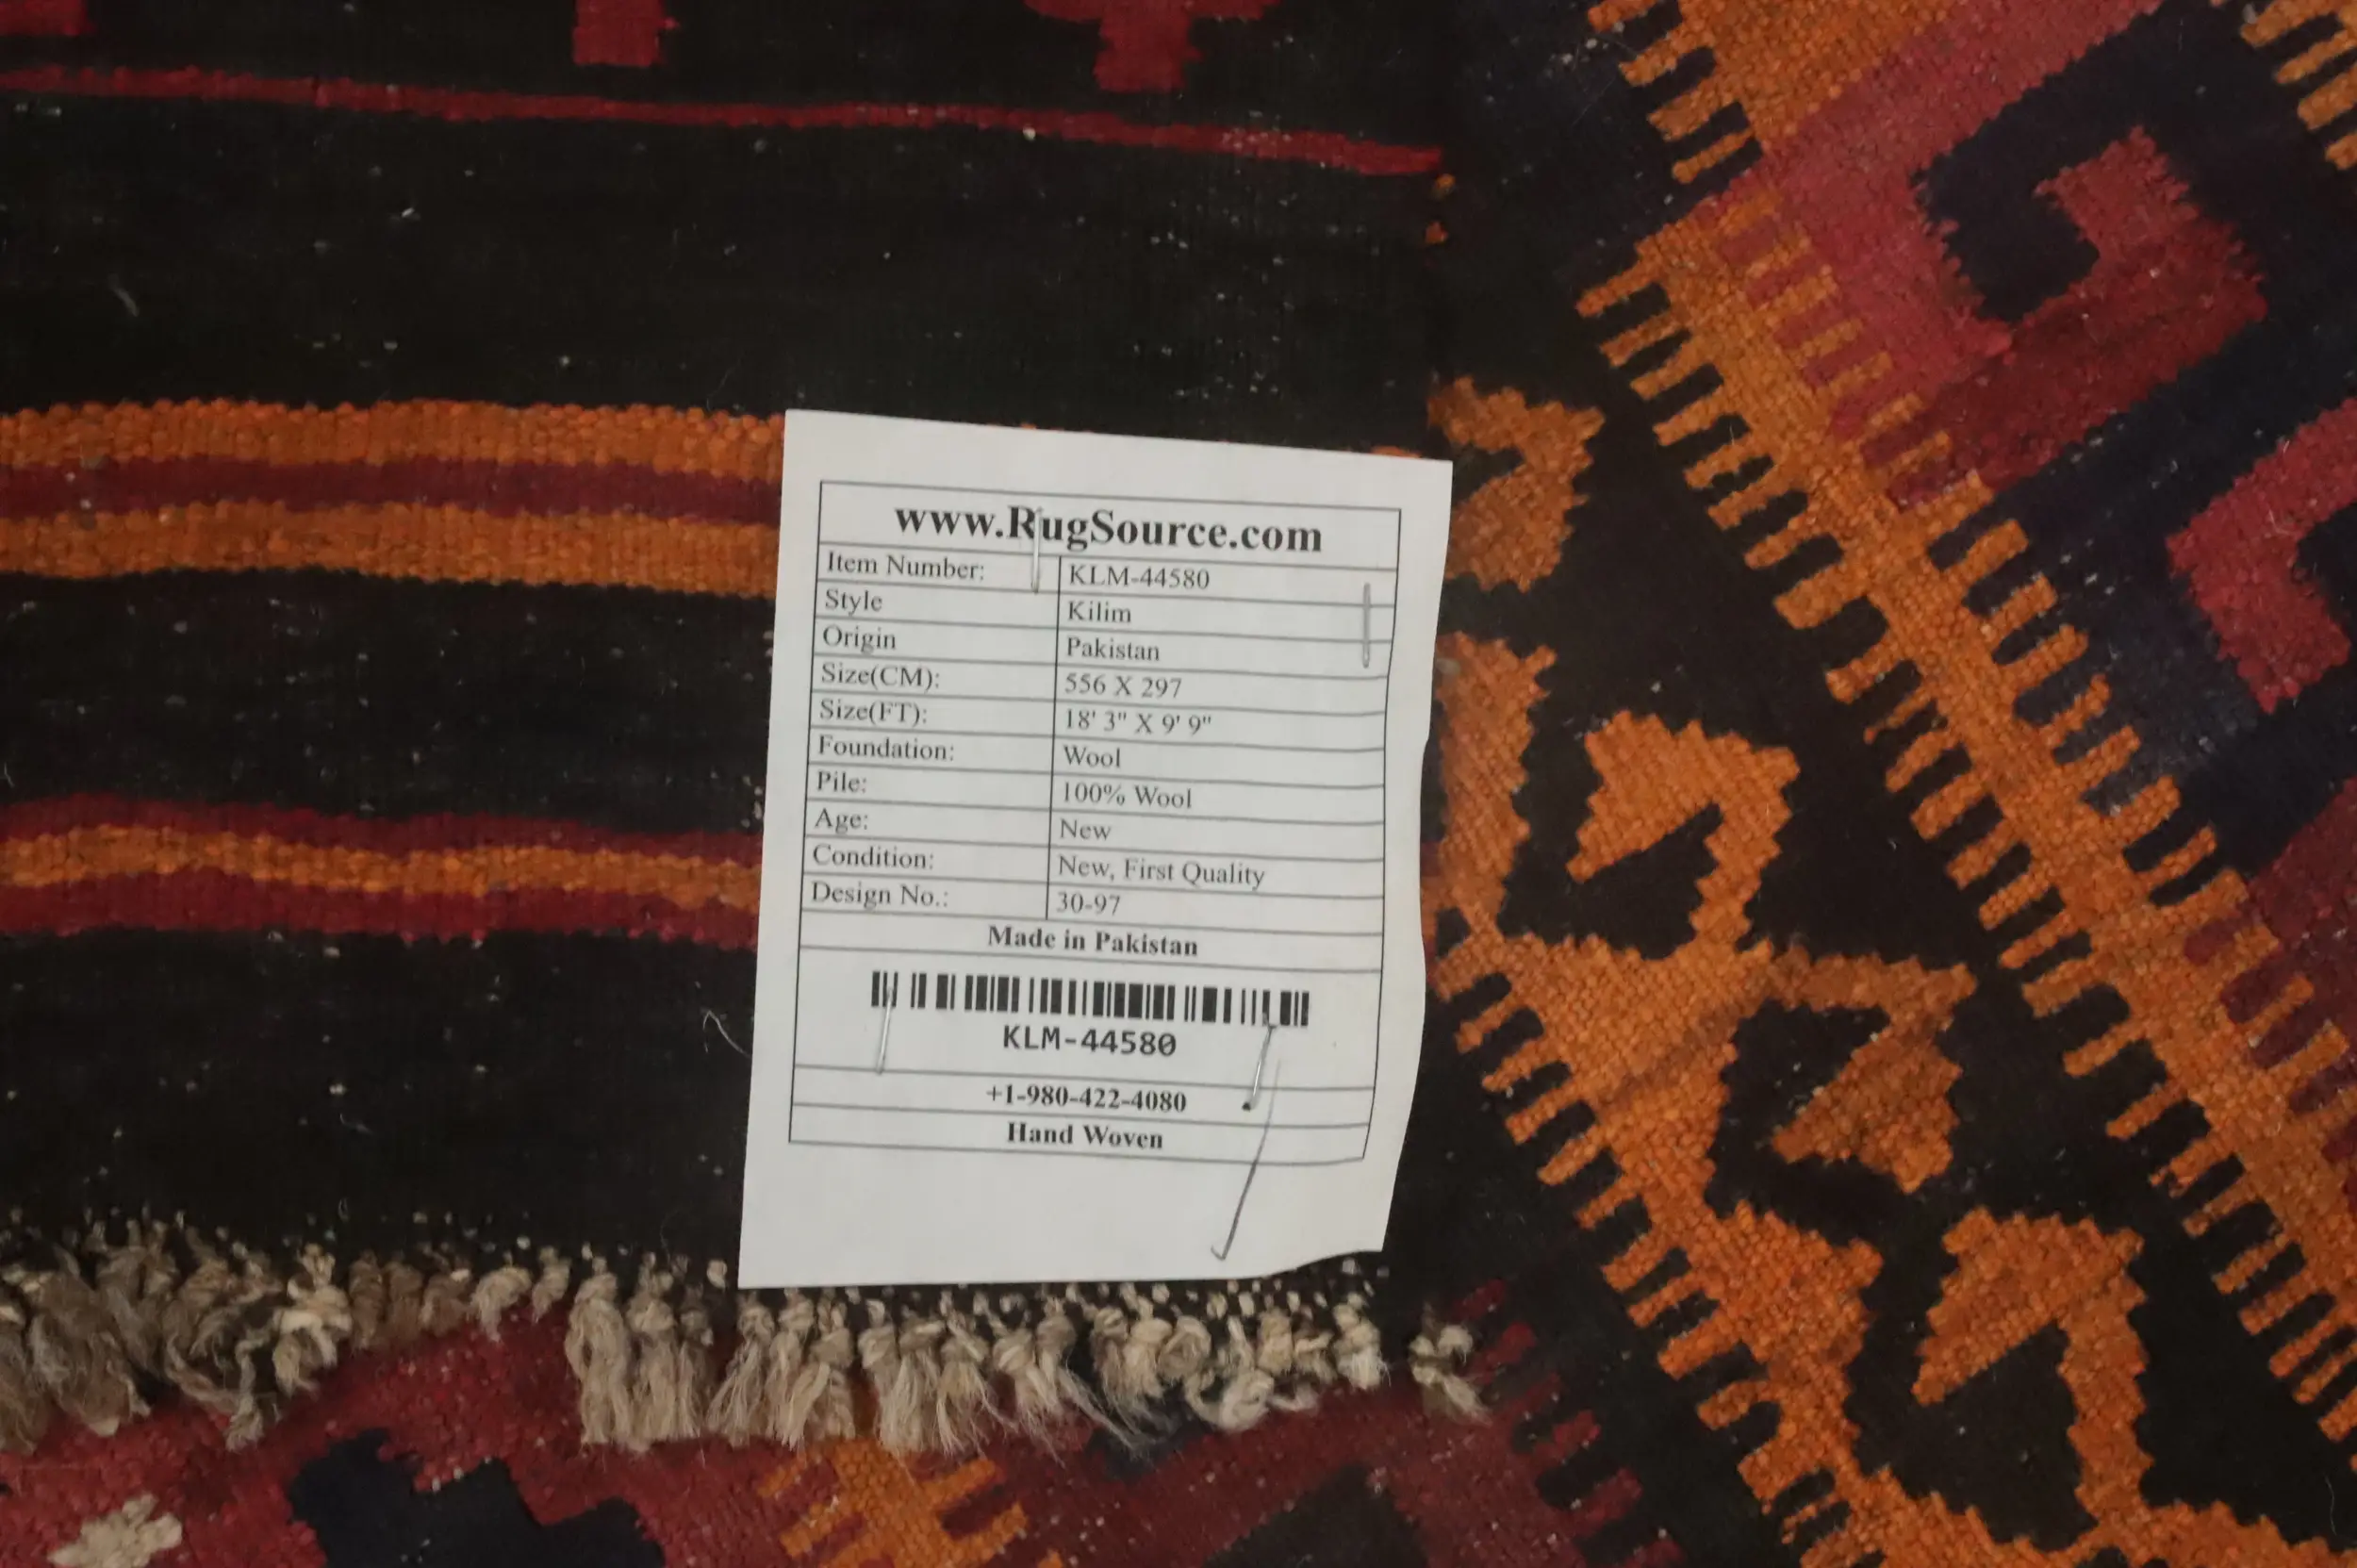 www.RugSource.com
Item Number: KLM-44580
Style Kilim
Origin Pakistan
Size(CM): 556 X 297
Size(FT): 18' 3" X 9' 9"
Foundation: Wool
Pile: 100% Wool
Age: New
Condition: New, First Quality
Design No.: 30-97
Made in Pakistan
KLM-44580
+1-980-422-4080
Hand Woven